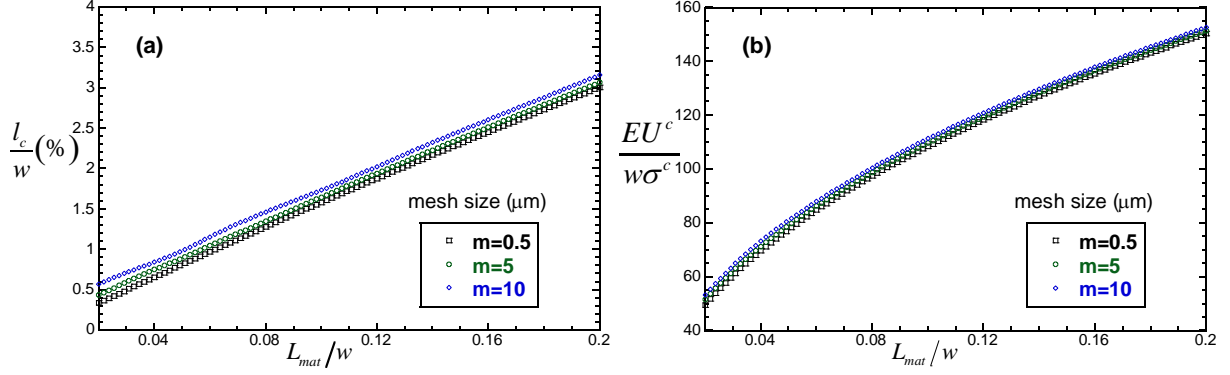 (a)
4
3.5
3
2.5
2
1.5
1
0.5
0
l_c / w (%)
0.04
0.08
0.12
0.16
0.2
L_mat/w
mesh size (μm)
m=0.5
m=5
m=10
(b)
160
140
120
100
80
60
40
EU^c / wσ^c
0.04
0.08
0.12
0.16
0.2
L_mat/w
mesh size (μm)
m=0.5
m=5
m=10